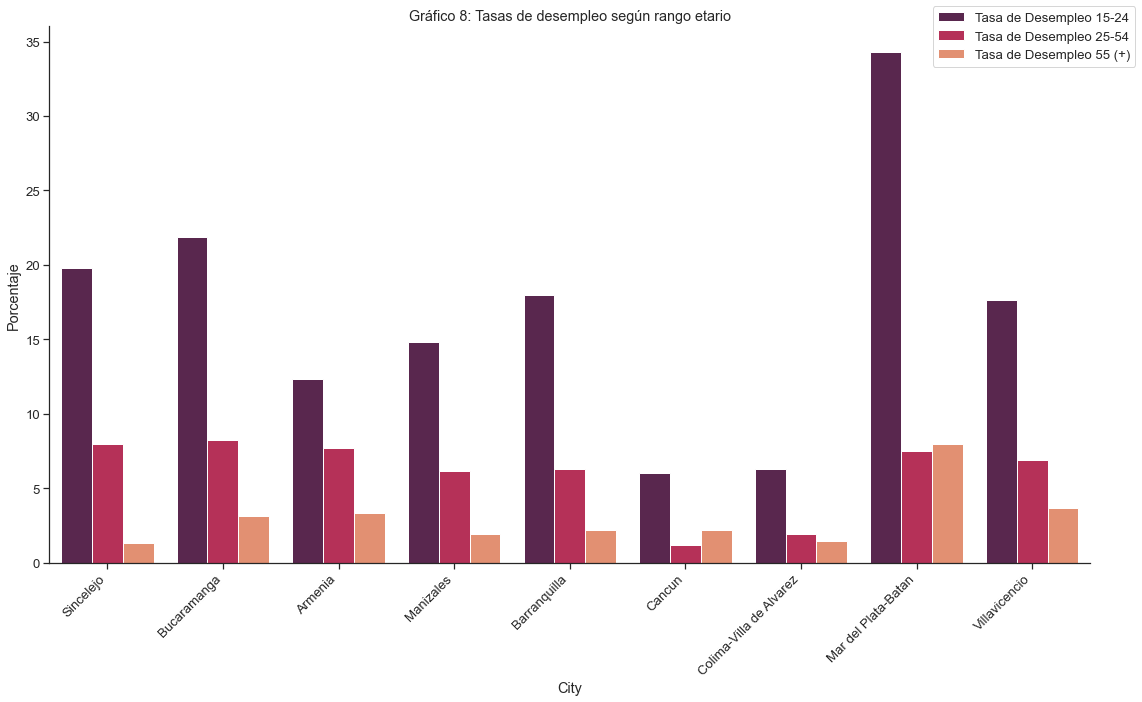 Gráfico 8: Tasas de desempleo según rango etario
Tasa de Desempleo 15-24
Tasa de Desempleo 25-54
Tasa de Desempleo 55 (+)
Porcentaje
35
30
25
20
15
10
5
0
Sincelejo
Bucaramanga
Armenia
Manizales
Barranquilla
Cancun
Colima-Villa de Alvarez
Mar del Plata-Batan
Villavicencio
City